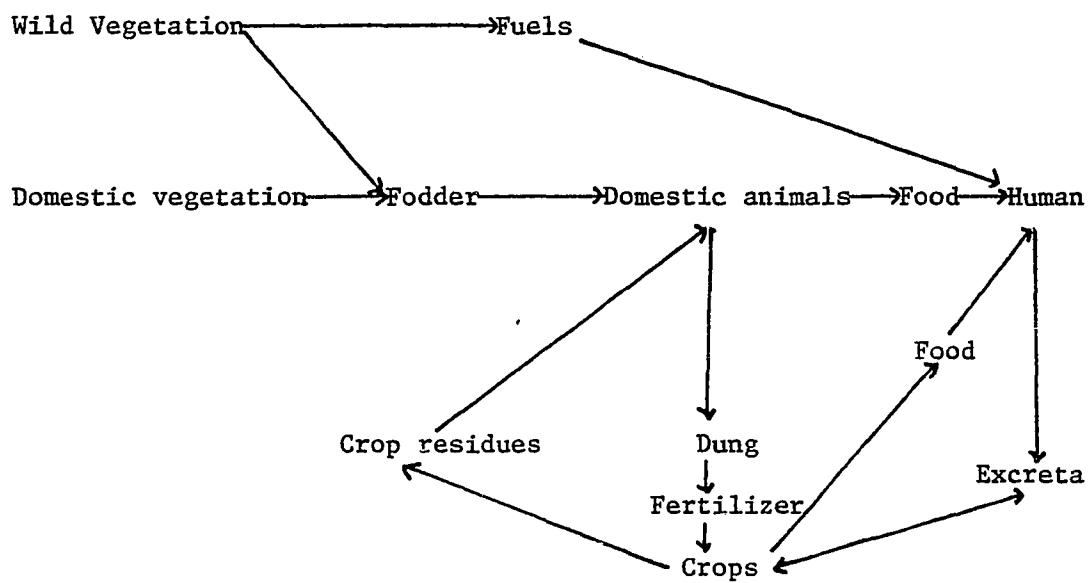 Wild Vegetation Fuels
Domestic vegetation Fodder Domestic animals Food Human
Food
Crop residues Dung
Excreta
Fertilizer
Crops